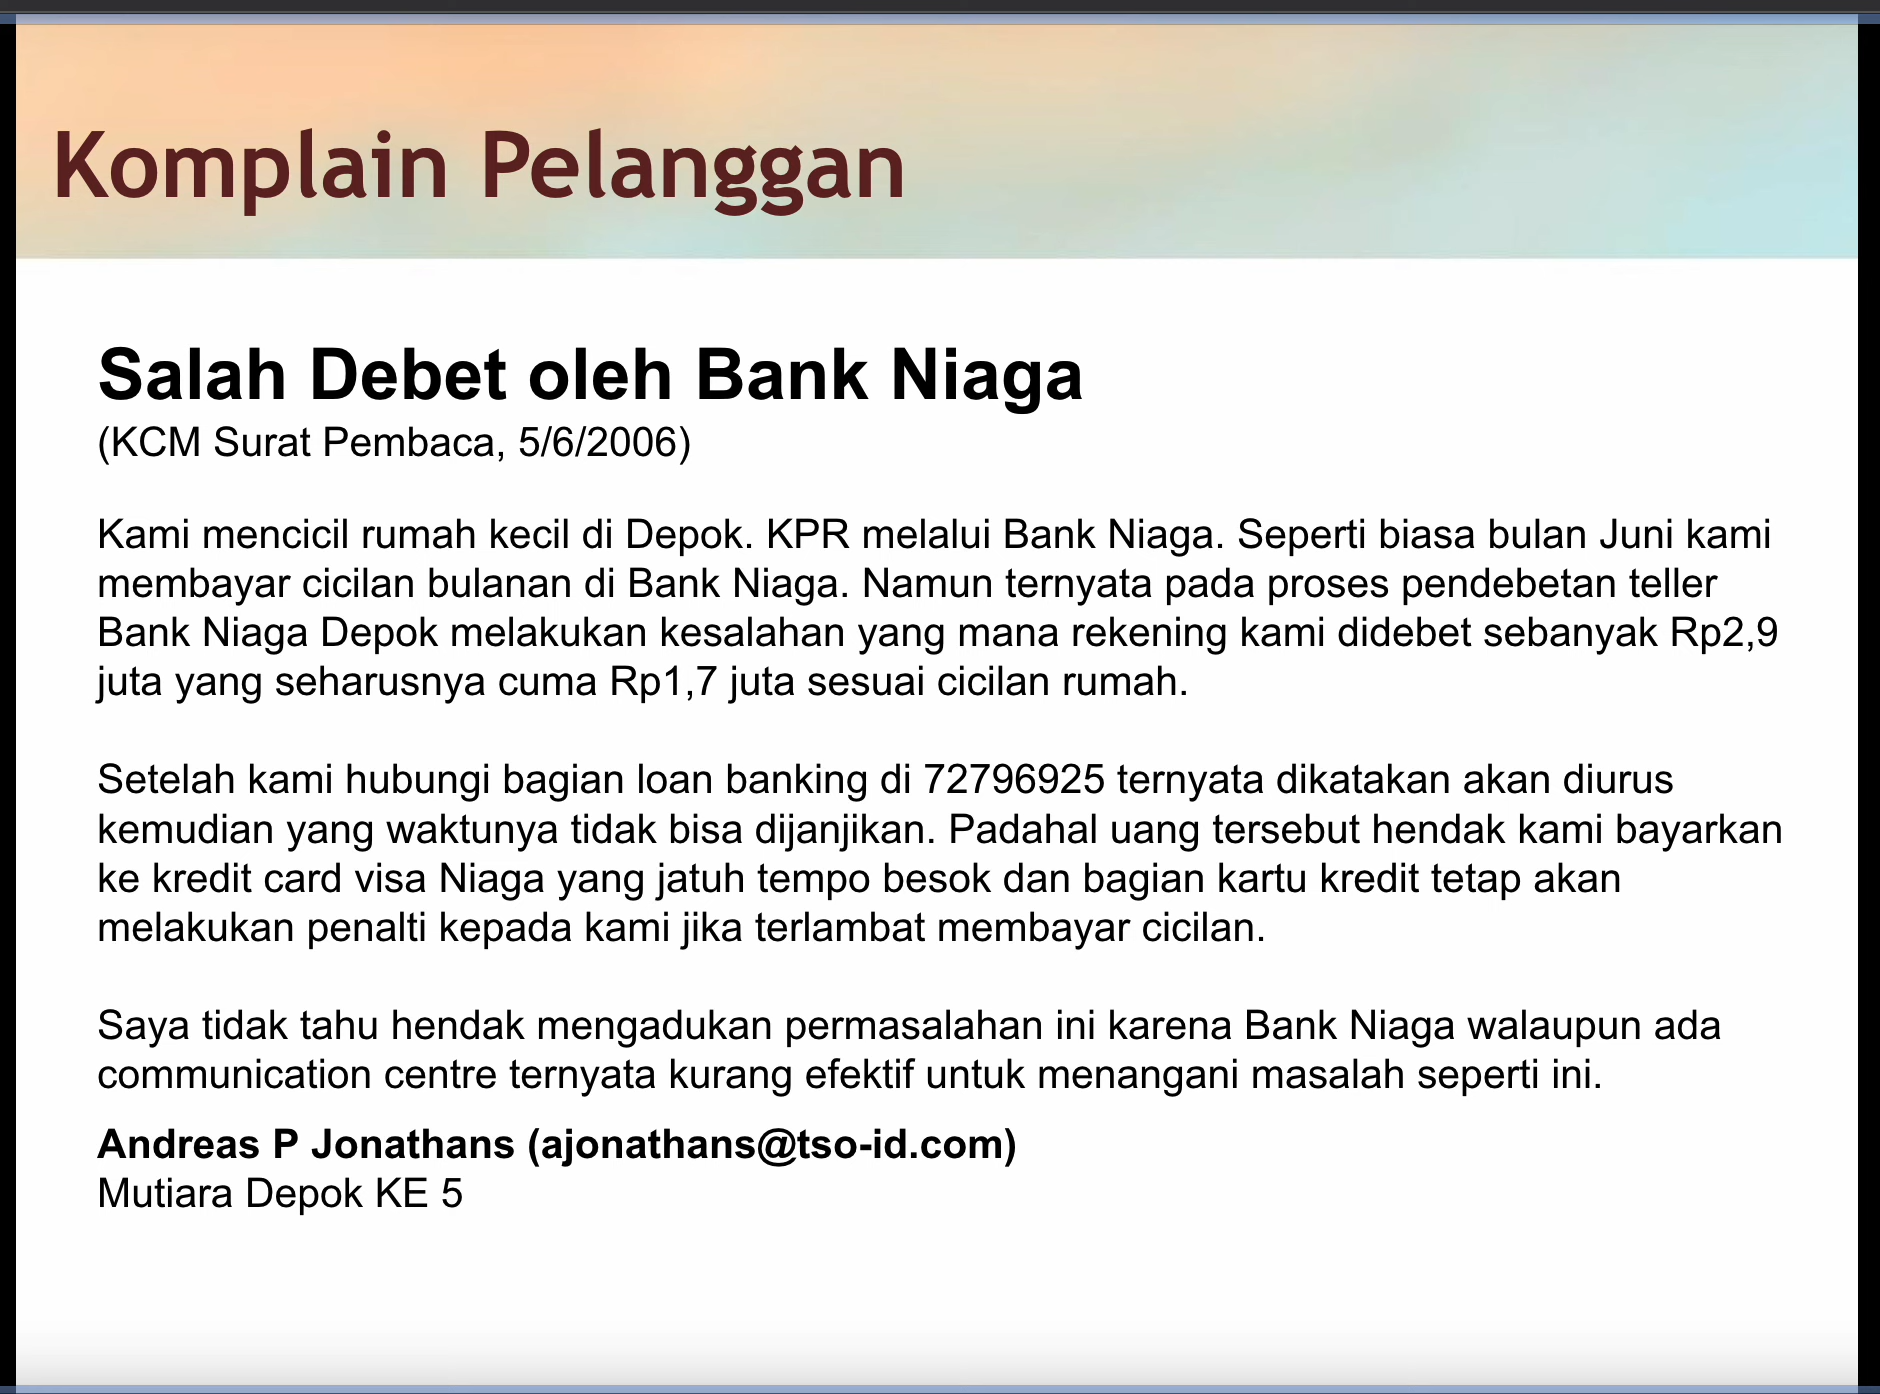 Komplain Pelanggan
Salah Debet oleh Bank Niaga
(KCM Surat Pembaca, 5/6/2006)
Kami mencicil rumah kecil di Depok. KPR melalui Bank Niaga. Seperti biasa bulan Juni kami
membayar cicilan bulanan di Bank Niaga. Namun ternyata pada proses pendebetan teller
Bank Niaga Depok melakukan kesalahan yang mana rekening kami didebet sebanyak Rp2,9
juta yang seharusnya cuma Rp1,7 juta sesuai cicilan rumah.
Setelah kami hubungi bagian loan banking di 72796925 ternyata dikatakan akan diurus
kemudian yang waktunya tidak bisa dijanjikan. Padahal uang tersebut hendak kami bayarkan
ke kredit card visa Niaga yang jatuh tempo besok dan bagian kartu kredit tetap akan
melakukan penalti kepada kami jika terlambat membayar cicilan.
Saya tidak tahu hendak mengadukan permasalahan ini karena Bank Niaga walaupun ada
communication centre ternyata kurang efektif untuk menangani masalah seperti ini.
Andreas P Jonathans (ajonathans@tso-id.com)
Mutiara Depok KE 5